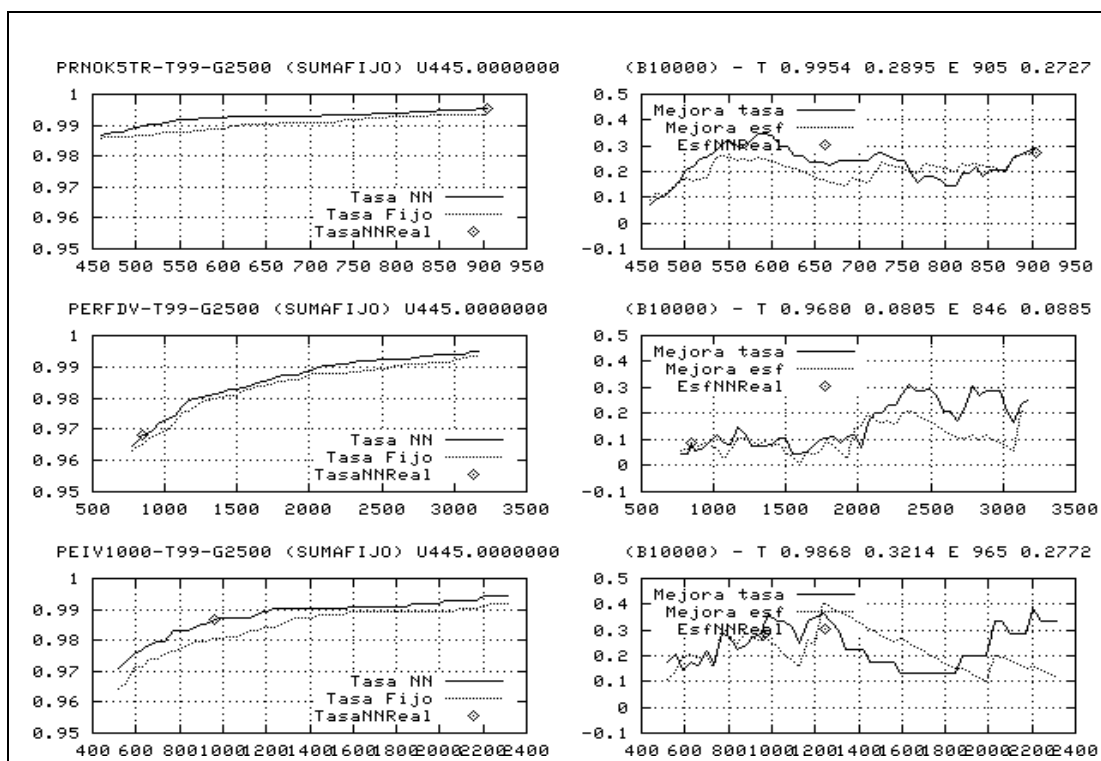 PRNOK5TR-T99-G2500 (SUMAFIJO) U445.0000000
1
0.99
0.98
0.97
0.96
0.95
Tasa NN
Tasa Fijo
TasaNNReal
450 500 550 600 650 700 750 800 850 900 950
(B10000) - T 0.9954 0.2895 E 905 0.2727
0.5
0.4
0.3
0.2
0.1
0
-0.1
Mejora tasa
Mejora esf
EsfNNReal
450 500 550 600 650 700 750 800 850 900 950
PERFDV-T99-G2500 (SUMAFIJO) U445.0000000
1
0.99
0.98
0.97
0.96
0.95
Tasa NN
Tasa Fijo
TasaNNReal
500 1000 1500 2000 2500 3000 3500
(B10000) - T 0.9680 0.0805 E 846 0.0885
0.5
0.4
0.3
0.2
0.1
0
-0.1
Mejora tasa
Mejora esf
EsfNNReal
500 1000 1500 2000 2500 3000 3500
PEIV1000-T99-G2500 (SUMAFIJO) U445.0000000
1
0.99
0.98
0.97
0.96
0.95
Tasa NN
Tasa Fijo
TasaNNReal
400 600 800 1000 1200 1400 1600 1800 2000 2200 2400
(B10000) - T 0.9868 0.3214 E 965 0.2772
0.5
0.4
0.3
0.2
0.1
0
-0.1
Mejora tasa
Mejora esf
EsfNNReal
400 600 800 1000 1200 1400 1600 1800 2000 2200 2400